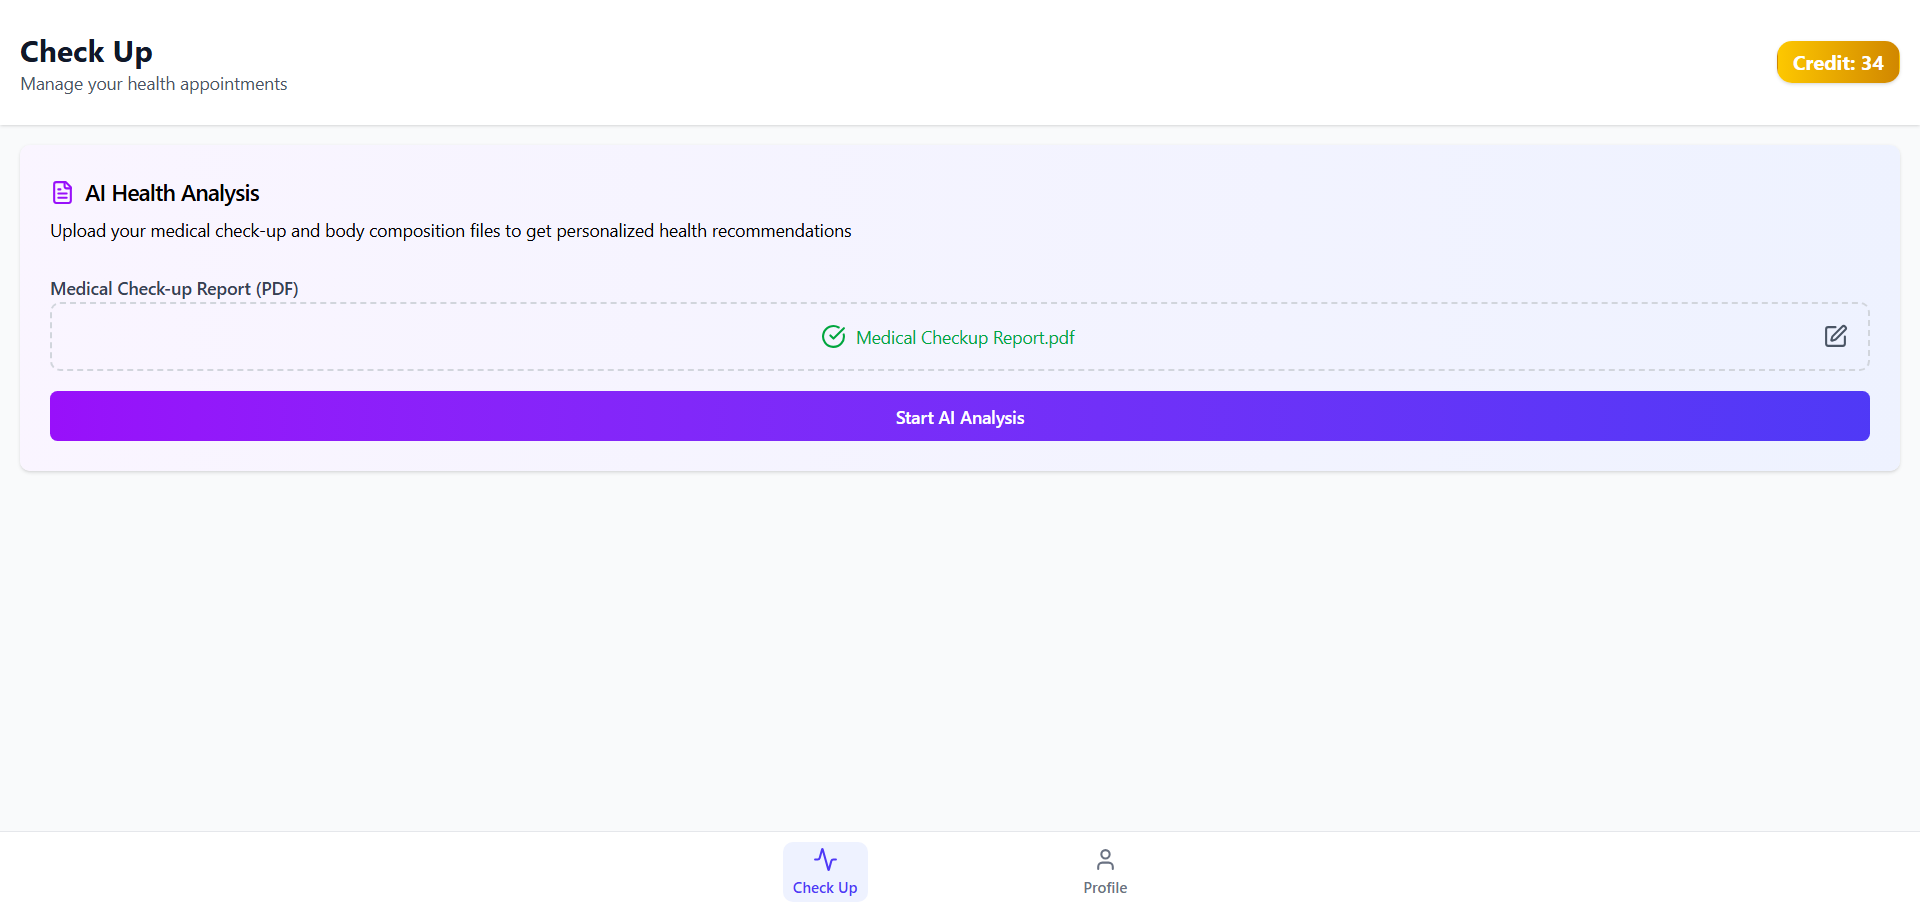 Check Up
Manage your health appointments
Credit: 34
AI Health Analysis
Upload your medical check-up and body composition files to get personalized health recommendations
Medical Check-up Report (PDF)
Medical Checkup Report.pdf
Start AI Analysis
Check Up
Profile